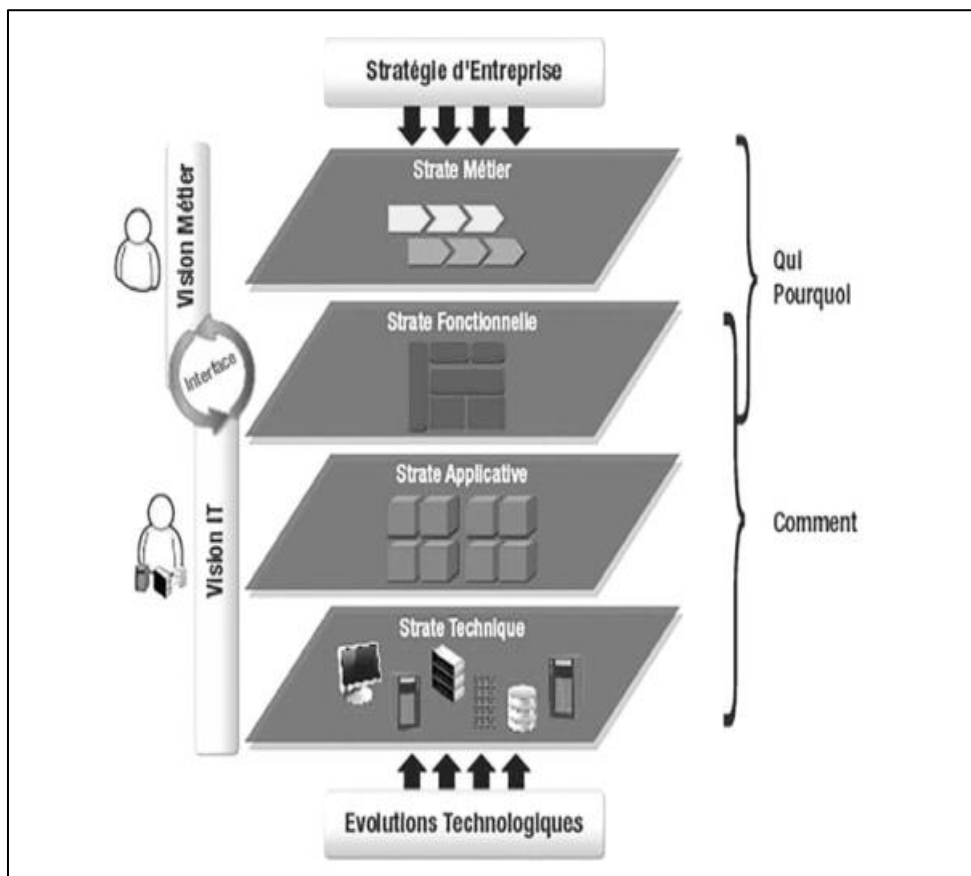 Stratégie d'Entreprise
Strate Métier
Vision Métier
Qui
Pourquoi
Strate Fonctionnelle
Interface
Strate Applicative
Vision IT
Comment
Strate Technique
Evolutions Technologiques